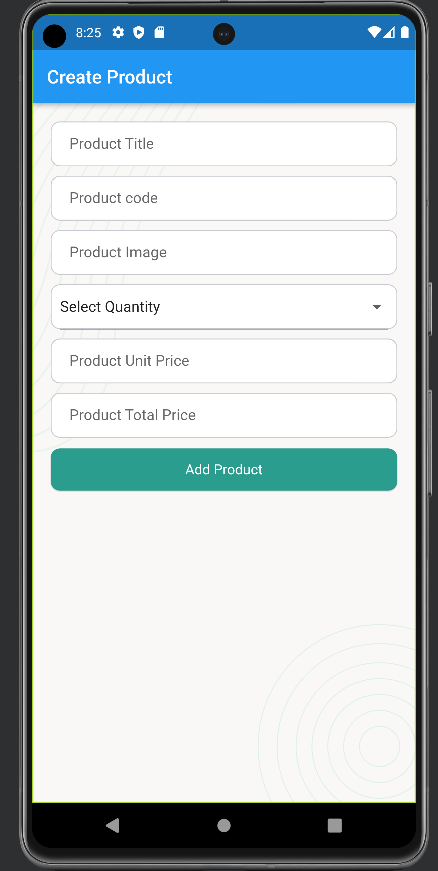 8:25
Create Product
Product Title
Product code
Product Image
Select Quantity
Product Unit Price
Product Total Price
Add Product